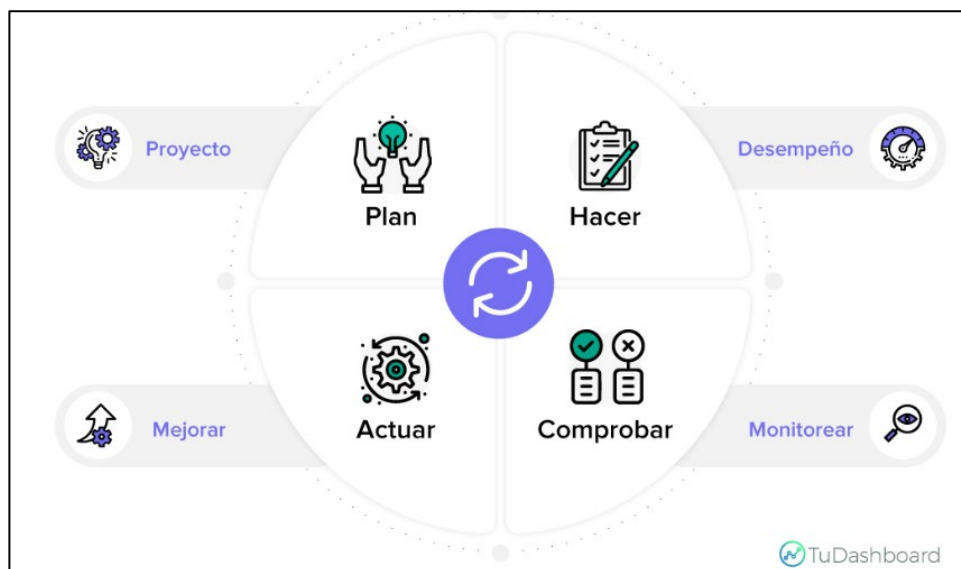 Proyecto
Plan
Hacer
Desempeño
Mejorar
Actuar
Comprobar
Monitorear
TuDashboard